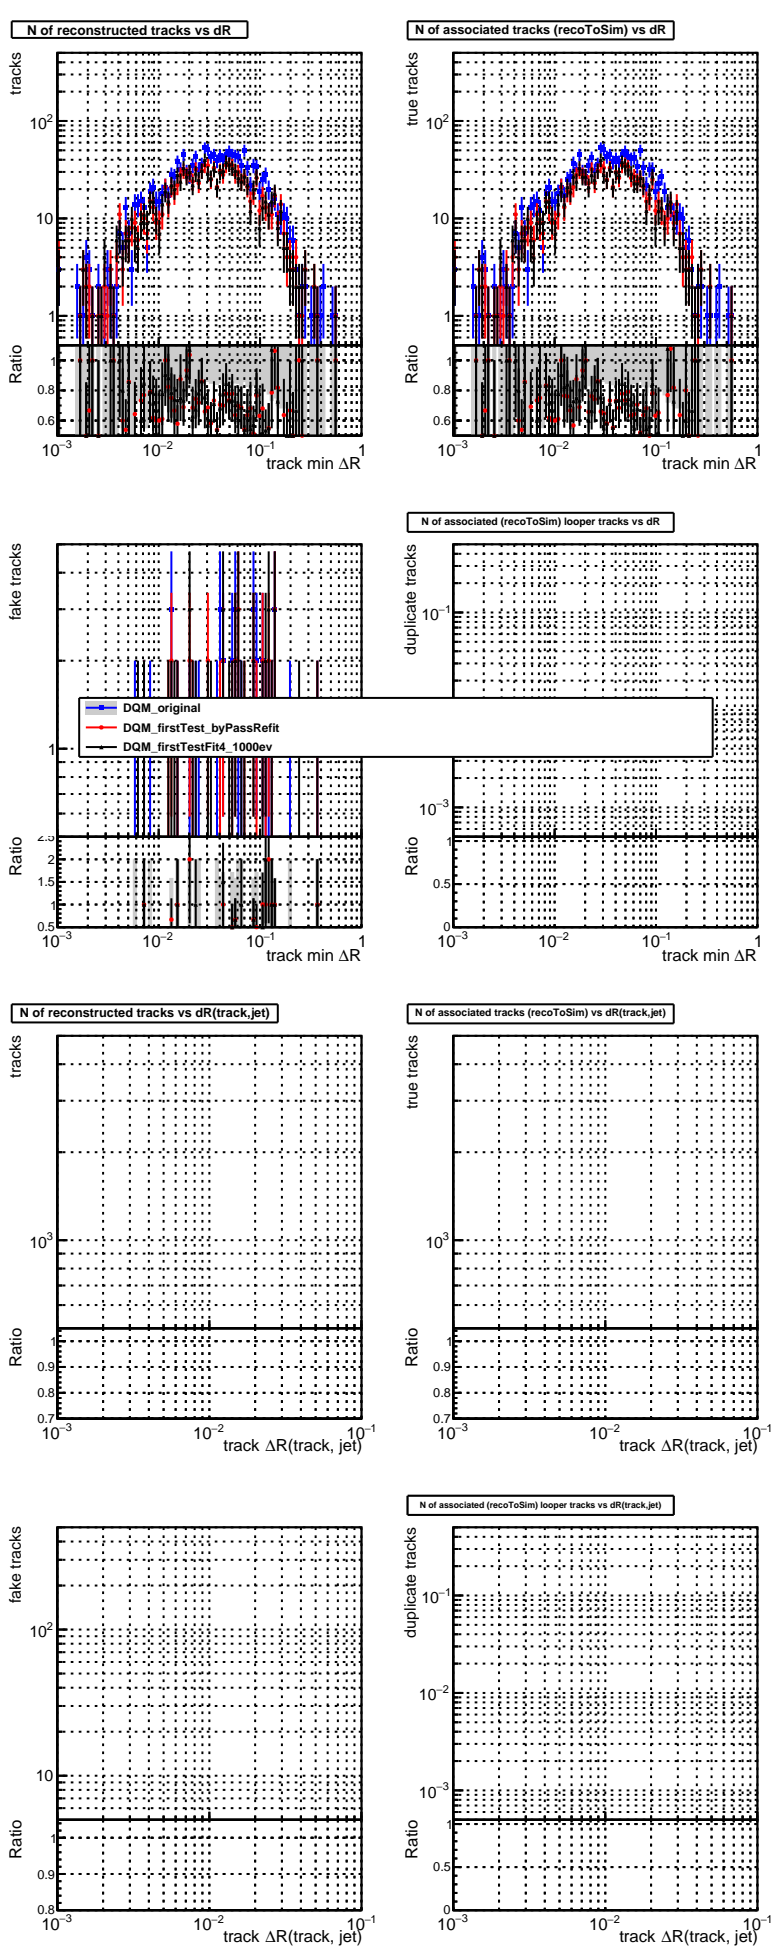 N of reconstructed tracks vs dR
tracks
10²
10
1
Ratio
1
0.8
0.6
10⁻³
10⁻²
10⁻¹
1
track min ΔR
N of associated tracks (recoToSim) vs dR
true tracks
10²
10
1
Ratio
1
0.8
0.6
10⁻³
10⁻²
10⁻¹
1
track min ΔR
fake tracks
1
Ratio
2.5
2
1.5
1
0.5
10⁻³
10⁻²
10⁻¹
1
track min ΔR
N of associated (recoToSim) looper tracks vs dR
duplicate tracks
10⁻¹
10⁻³
Ratio
1
0.5
0
10⁻³
10⁻²
10⁻¹
1
track min ΔR
DQM_original
DQM_firstTest_byPassRefit
DQM_firstTestFit4_1000ev
N of reconstructed tracks vs dR(track,jet)
tracks
10³
Ratio
1
0.9
0.8
0.7
10⁻³
10⁻²
10⁻¹
track ΔR(track, jet)
N of associated tracks (recoToSim) vs dR(track,jet)
true tracks
10³
Ratio
1
0.9
0.8
0.7
10⁻³
10⁻²
10⁻¹
track ΔR(track, jet)
fake tracks
10²
10
Ratio
1
0.9
0.8
10⁻³
10⁻²
10⁻¹
track ΔR(track, jet)
N of associated (recoToSim) looper tracks vs dR(track,jet)
duplicate tracks
10⁻¹
10⁻²
10⁻³
Ratio
1
0.5
0
10⁻³
10⁻²
10⁻¹
track ΔR(track, jet)